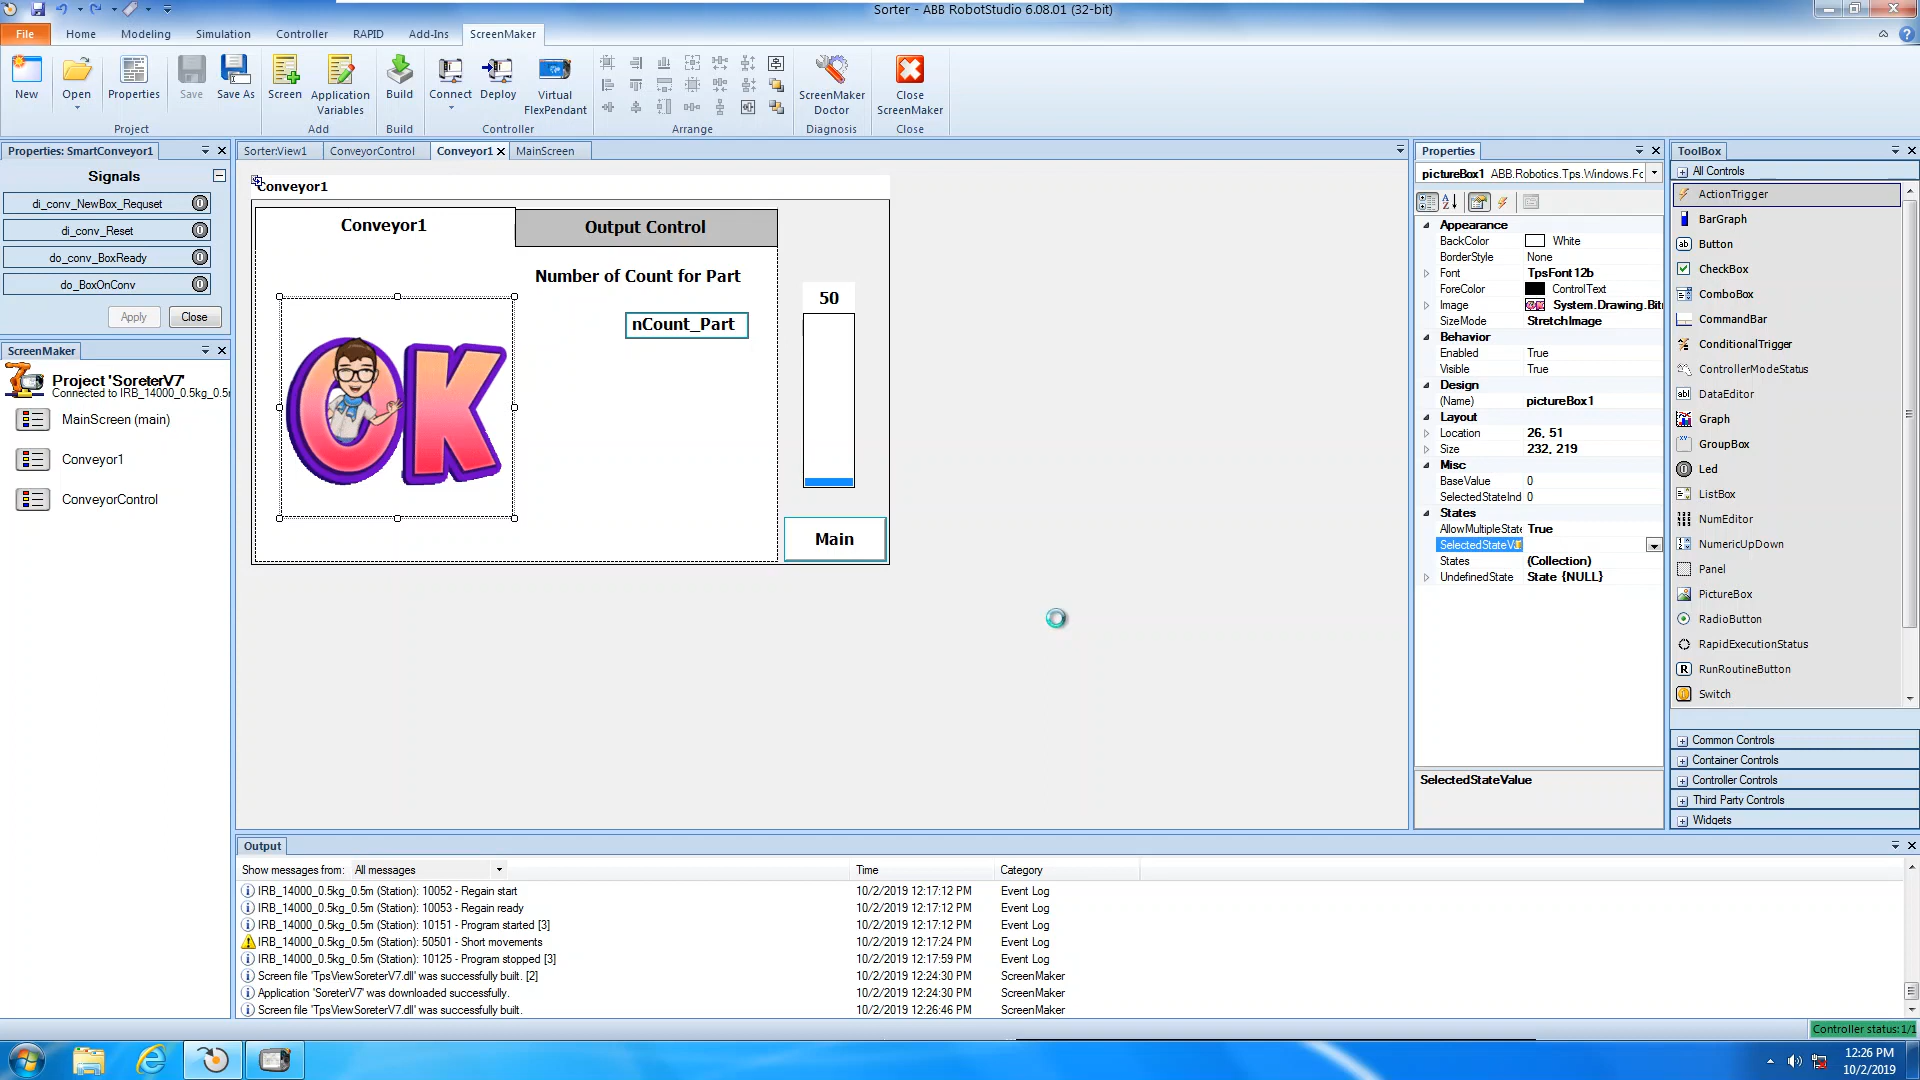 Sorter - ABB RobotStudio 6.08.01 (32-bit)
File Home Modeling Simulation Controller RAPID Add-Ins ScreenMaker
New Open Properties Save Save As Screen Application Variables Build Connect Deploy Virtual FlexPendant ScreenMaker Doctor Close ScreenMaker
Project Add Build Controller Arrange Diagnosis Close
Properties: SmartConveyor1
Signals
di_conv_NewBox_Requset
di_conv_Reset
do_conv_BoxReady
do_BoxOnConv
Apply Close
ScreenMaker
Project 'SoreterV7'
Connected to IRB_14000_0.5kg_0.5m
MainScreen (main)
Conveyor1
ConveyorControl
Sorter:View1 ConveyorControl Conveyor1 MainScreen
Conveyor1
Conveyor1 Output Control
Number of Count for Part
nCount_Part
50
OK
Main
Properties
pictureBox1 ABB.Robotics.Tps.Windows.Fo
Appearance
BackColor White
BorderStyle None
Font TpsFont12b
ForeColor ControlText
Image System.Drawing.Bit
SizeMode StretchImage
Behavior
Enabled True
Visible True
Design
(Name) pictureBox1
Layout
Location 26, 51
Size 232, 219
Misc
BaseValue 0
SelectedStateInd 0
States
AllowMultipleState True
SelectedStateV
States (Collection)
UndefinedState State {NULL}
SelectedStateValue
ToolBox
All Controls
ActionTrigger
BarGraph
Button
CheckBox
ComboBox
CommandBar
ConditionalTrigger
ControllerModeStatus
DataEditor
Graph
GroupBox
Led
ListBox
NumEditor
NumericUpDown
Panel
PictureBox
RadioButton
RapidExecutionStatus
RunRoutineButton
Switch
Common Controls
Container Controls
Controller Controls
Third Party Controls
Widgets
Output
Show messages from: All messages Time Category
IRB_14000_0.5kg_0.5m (Station): 10052 - Regain start 10/2/2019 12:17:12 PM Event Log
IRB_14000_0.5kg_0.5m (Station): 10053 - Regain ready 10/2/2019 12:17:12 PM Event Log
IRB_14000_0.5kg_0.5m (Station): 10151 - Program started [3] 10/2/2019 12:17:12 PM Event Log
IRB_14000_0.5kg_0.5m (Station): 50501 - Short movements 10/2/2019 12:17:24 PM Event Log
IRB_14000_0.5kg_0.5m (Station): 10125 - Program stopped [3] 10/2/2019 12:17:59 PM Event Log
Screen file 'TpsViewSoreterV7.dll' was successfully built. [2] 10/2/2019 12:24:30 PM ScreenMaker
Application 'SoreterV7' was downloaded successfully. 10/2/2019 12:24:30 PM ScreenMaker
Screen file 'TpsViewSoreterV7.dll' was successfully built. 10/2/2019 12:26:46 PM ScreenMaker
Controller status: 1/1
12:26 PM
10/2/2019